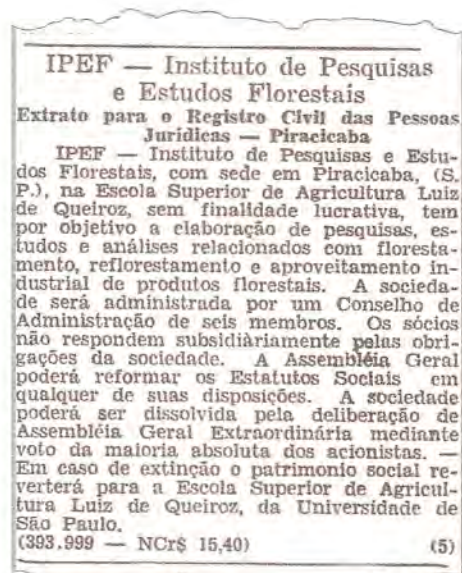 IPEF — Instituto de Pesquisas
e Estudos Florestais
Extrato para o Registro Civil das Pessoas
Jurídicas — Piracicaba
IPEF — Instituto de Pesquisas e Estu-
dos Florestais, com sede em Piracicaba, (S.
P.), na Escola Superior de Agricultura Luiz
de Queiroz, sem finalidade lucrativa, tem
por objetivo a elaboração de pesquisas, es-
tudos e análises relacionados com floresta-
mento, reflorestamento e aproveitamento in-
dustrial de produtos florestais. A socieda-
de será administrada por um Conselho de
Administração de seis membros. Os sócios
não respondem subsidiàriamente pelas obri-
gações da sociedade. A Assembléia Geral
poderá reformar os Estatutos Sociais em
qualquer de suas disposições. A sociedade
poderá ser dissolvida pela deliberação de
Assembléia Geral Extraordinária mediante
voto da maioria absoluta dos acionistas. —
Em caso de extinção o patrimonio social re-
verterá para a Escola Superior de Agricul-
tura Luiz de Queiroz, da Universidade de
São Paulo.
(393.999 — NCr$ 15,40) (5)